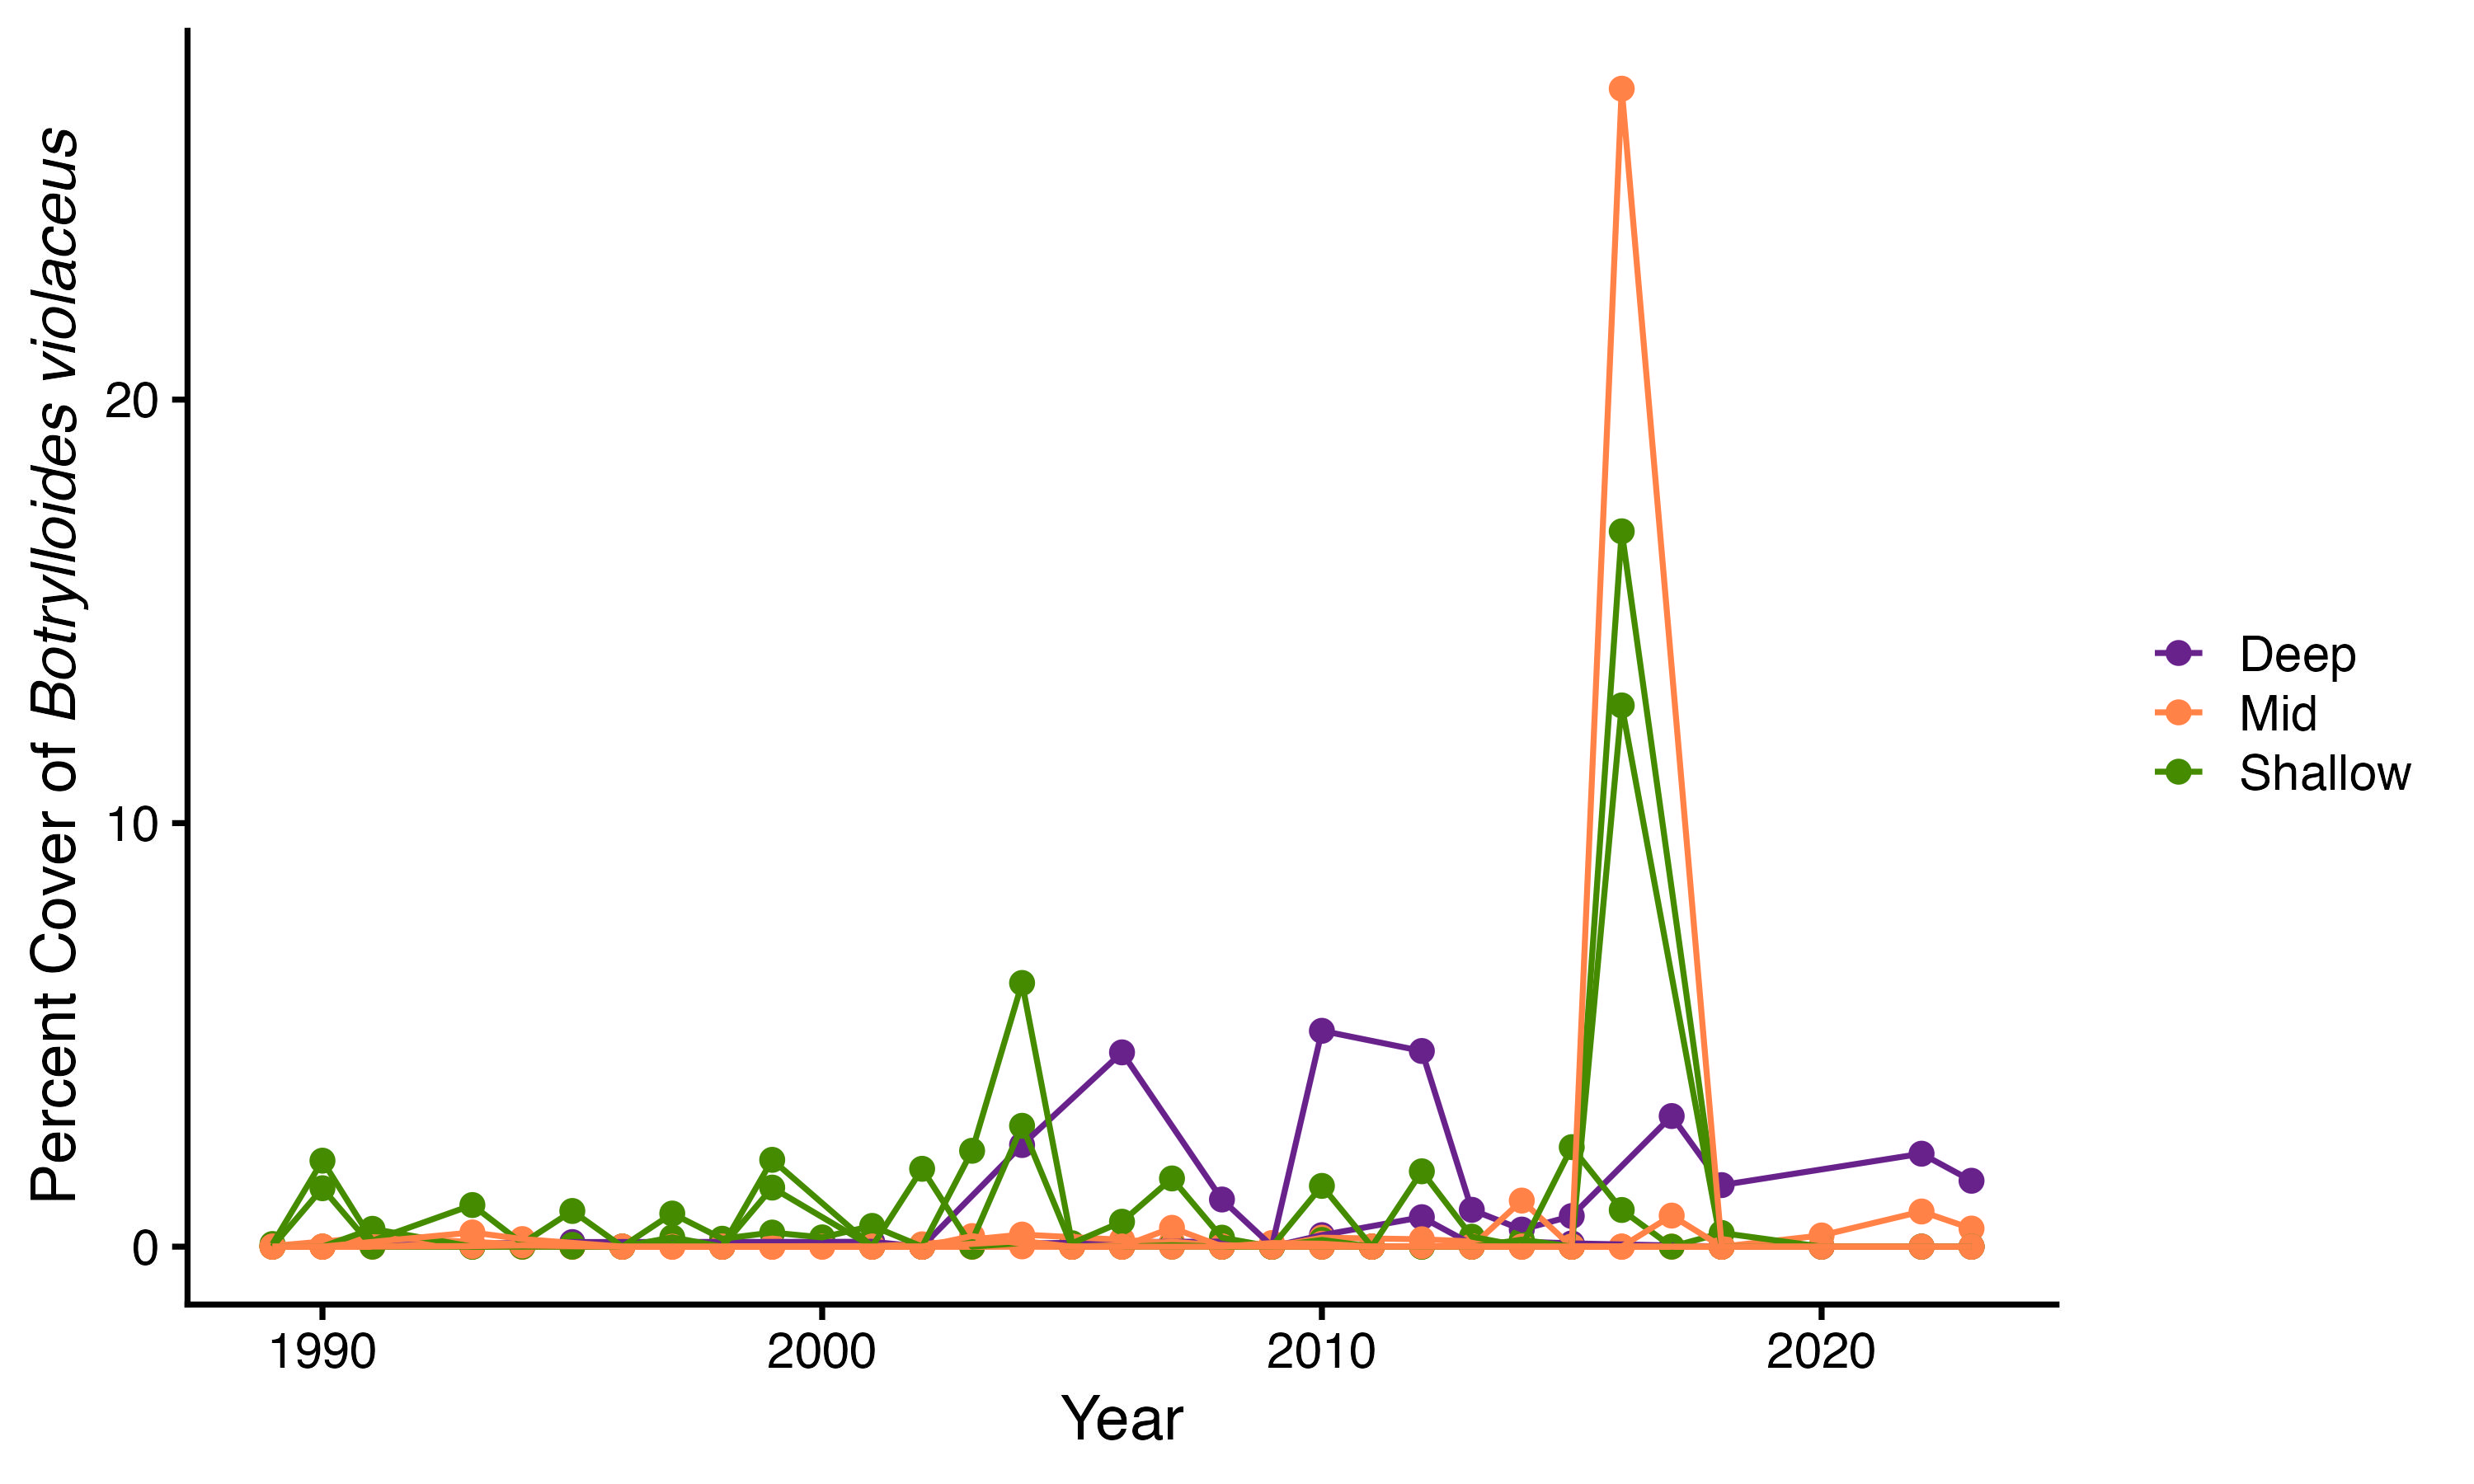 Percent Cover of Botrylloides violaceus
20
10
0
1990 2000 2010 2020
Year
Deep
Mid
Shallow